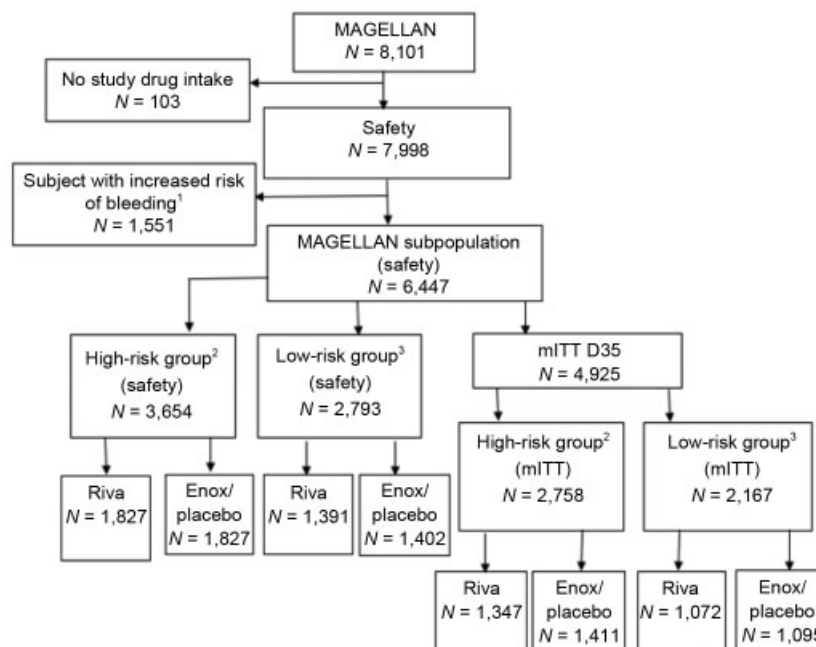 MAGELLAN
N = 8,101
No study drug intake
N = 103
Safety
N = 7,998
Subject with increased risk
of bleeding¹
N = 1,551
MAGELLAN subpopulation
(safety)
N = 6,447
High-risk group²
(safety)
N = 3,654
Low-risk group³
(safety)
N = 2,793
mITT D35
N = 4,925
Riva
N = 1,827
Enox/
placebo
N = 1,827
Riva
N = 1,391
Enox/
placebo
N = 1,402
High-risk group²
(mITT)
N = 2,758
Low-risk group³
(mITT)
N = 2,167
Riva
N = 1,347
Enox/
placebo
N = 1,411
Riva
N = 1,072
Enox/
placebo
N = 1,095